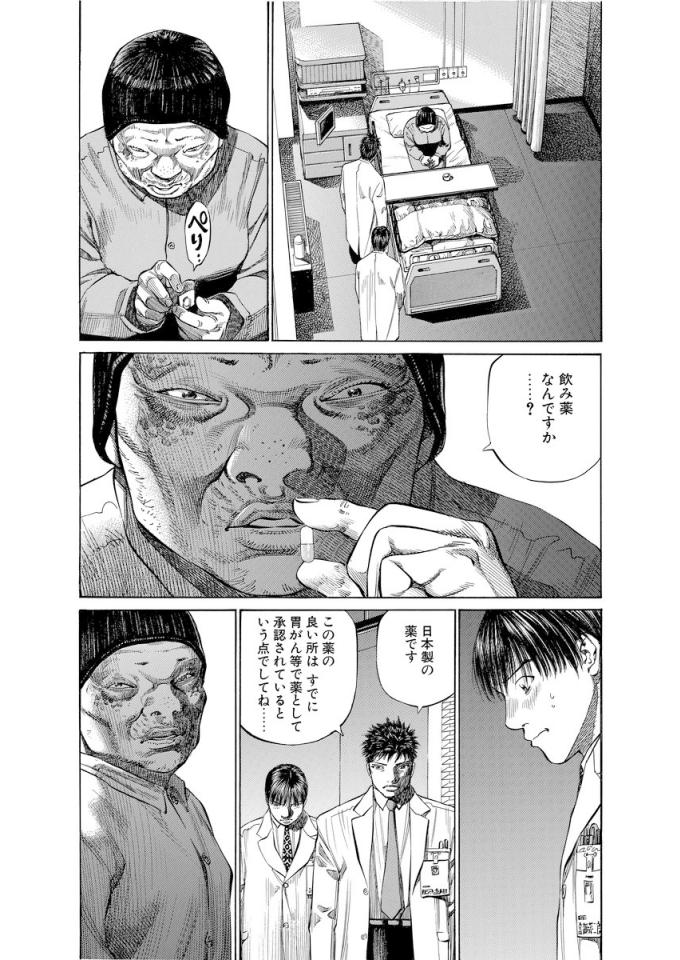 ペリ…
飲み薬
なんですか
……？
日本製の
薬です
この薬の
良い所は すでに
胃がん等で薬として
承認されていると
いう点でしてね……